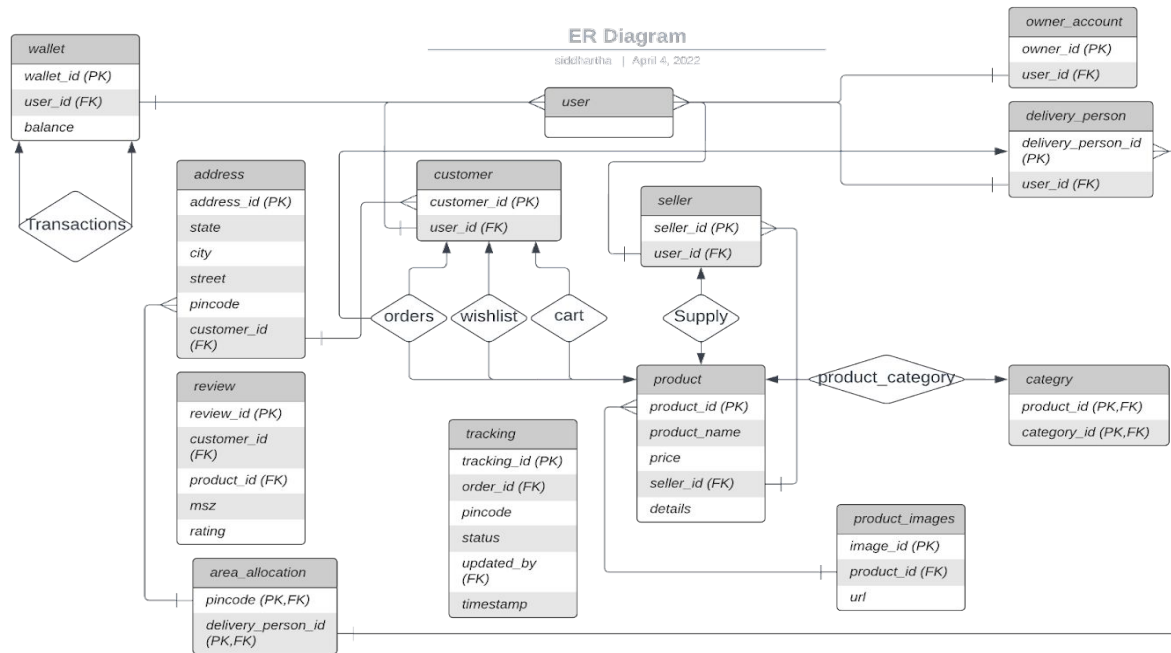 ER Diagram
siddhartha | April 4, 2022
wallet
wallet_id (PK)
user_id (FK)
balance
Transactions
user
owner_account
owner_id (PK)
user_id (FK)
delivery_person
delivery_person_id
(PK)
user_id (FK)
address
address_id (PK)
state
city
street
pincode
customer_id
(FK)
customer
customer_id (PK)
user_id (FK)
seller
seller_id (PK)
user_id (FK)
orders
wishlist
cart
Supply
product_category
review
review_id (PK)
customer_id
(FK)
product_id (FK)
msz
rating
tracking
tracking_id (PK)
order_id (FK)
pincode
status
updated_by
(FK)
timestamp
product
product_id (PK)
product_name
price
seller_id (FK)
details
categry
product_id (PK,FK)
category_id (PK,FK)
product_images
image_id (PK)
product_id (FK)
url
area_allocation
pincode (PK,FK)
delivery_person_id
(PK,FK)